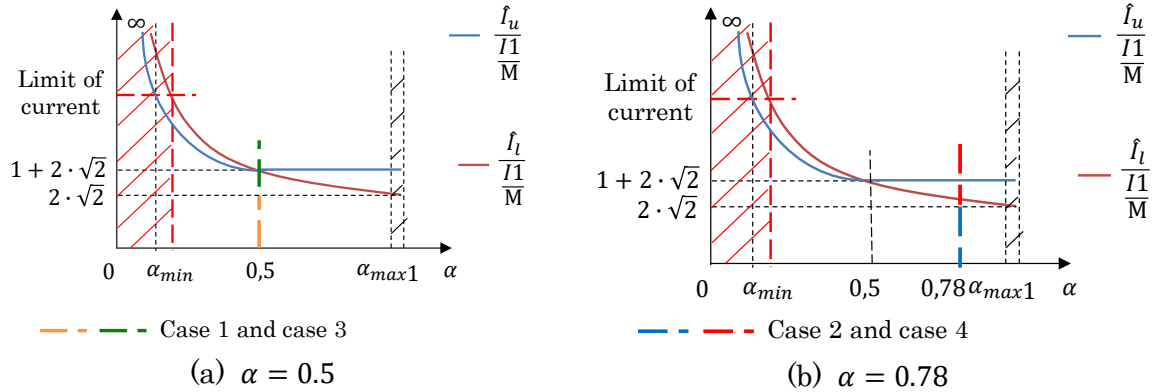 ∞
Î_u
I1
M
Limit of
current
Î_l
I1
M
1 + 2 · √2
2 · √2
0
α_min
0,5
α_max 1
α
Case 1 and case 3
(a) α = 0.5
∞
Î_u
I1
M
Limit of
current
Î_l
I1
M
1 + 2 · √2
2 · √2
0
α_min
0,5
0,78
α_max 1
α
Case 2 and case 4
(b) α = 0.78